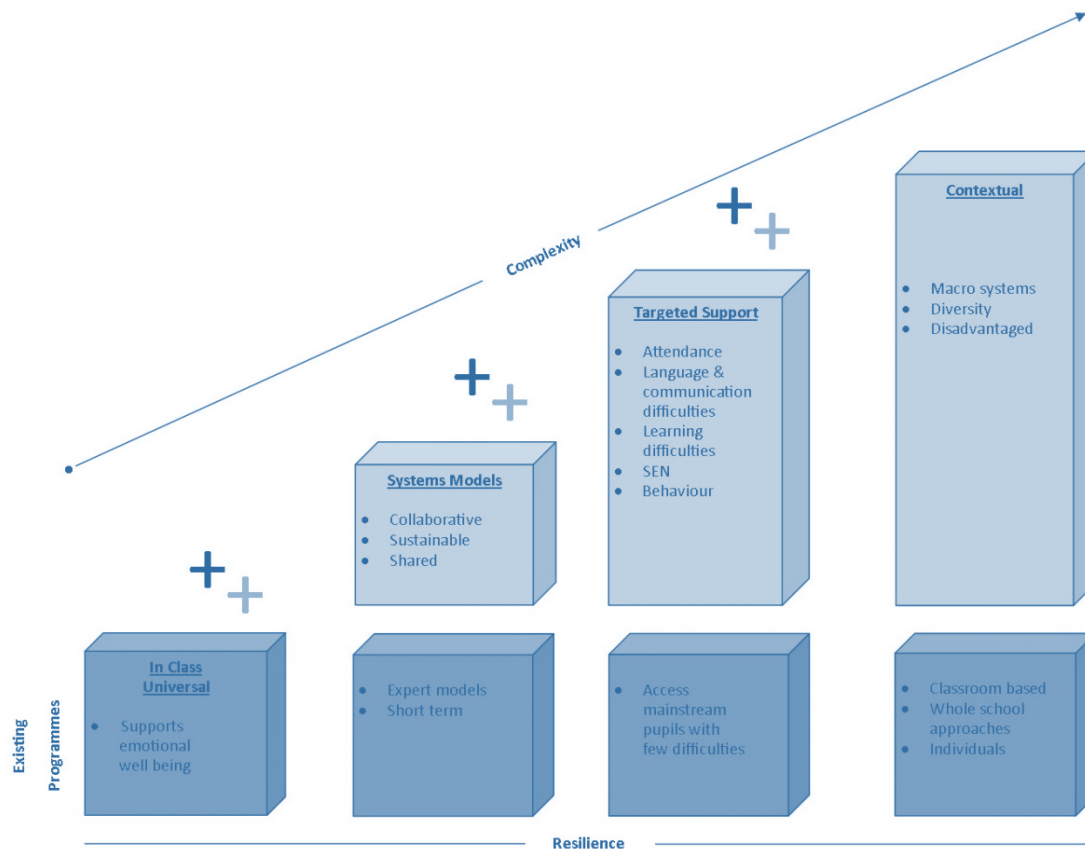 Complexity
Contextual
• Macro systems
• Diversity
• Disadvantaged
Targeted Support
• Attendance
• Language &
communication
difficulties
• Learning
difficulties
• SEN
• Behaviour
Systems Models
• Collaborative
• Sustainable
• Shared
Existing
Programmes
In Class
Universal
• Supports
emotional
well being
• Expert models
• Short term
• Access
mainstream
pupils with
few difficulties
• Classroom based
• Whole school
approaches
• Individuals
Resilience